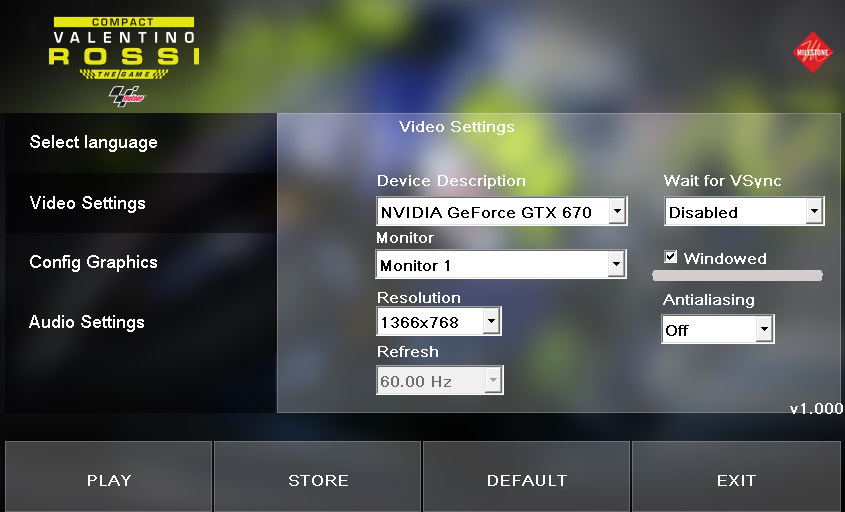 COMPACT
VALENTINO
ROSSI
THE GAME
MILESTONE
Select language
Video Settings
Config Graphics
Audio Settings
Video Settings
Device Description
NVIDIA GeForce GTX 670
Monitor
Monitor 1
Resolution
1366x768
Refresh
60.00 Hz
Wait for VSync
Disabled
Windowed
Antialiasing
Off
v1.000
PLAY
STORE
DEFAULT
EXIT